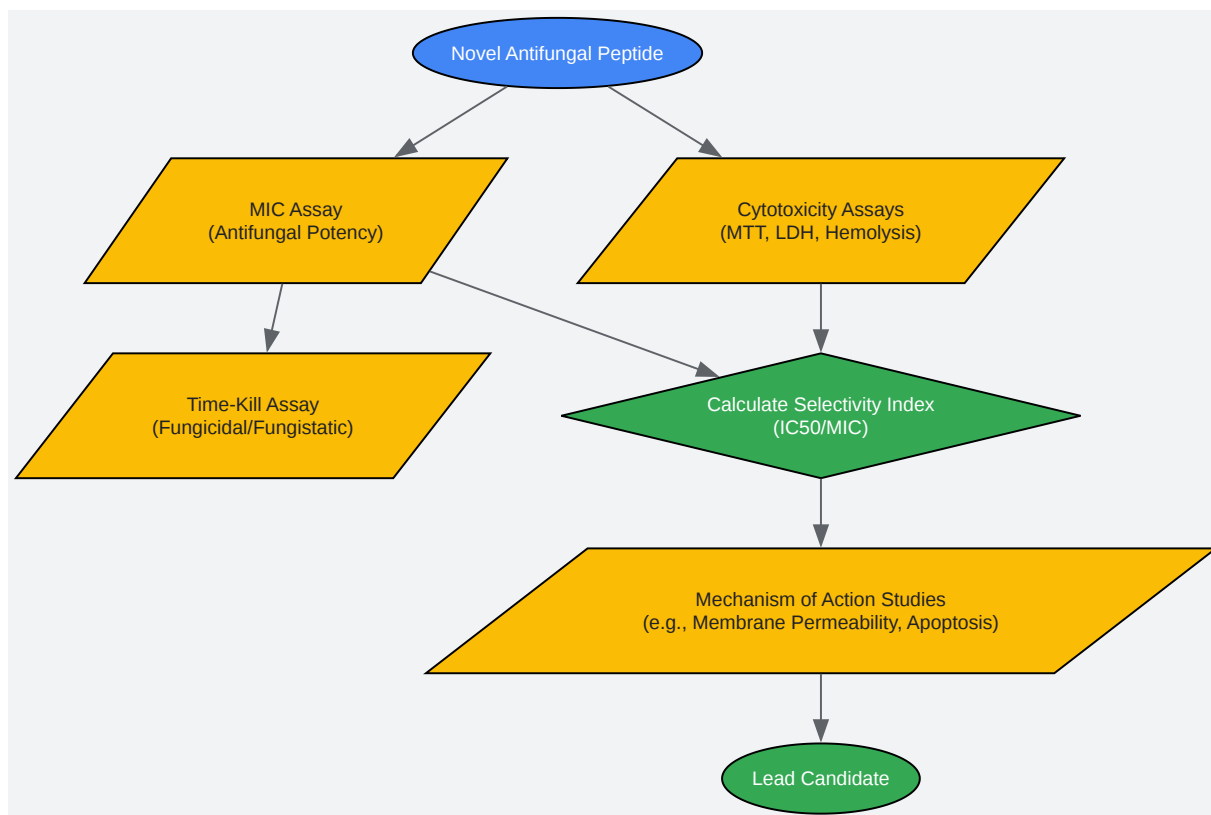 Novel Antifungal Peptide
MIC Assay
(Antifungal Potency)
Cytotoxicity Assays
(MTT, LDH, Hemolysis)
Time-Kill Assay
(Fungicidal/Fungistatic)
Calculate Selectivity Index
(IC50/MIC)
Mechanism of Action Studies
(e.g., Membrane Permeability, Apoptosis)
Lead Candidate